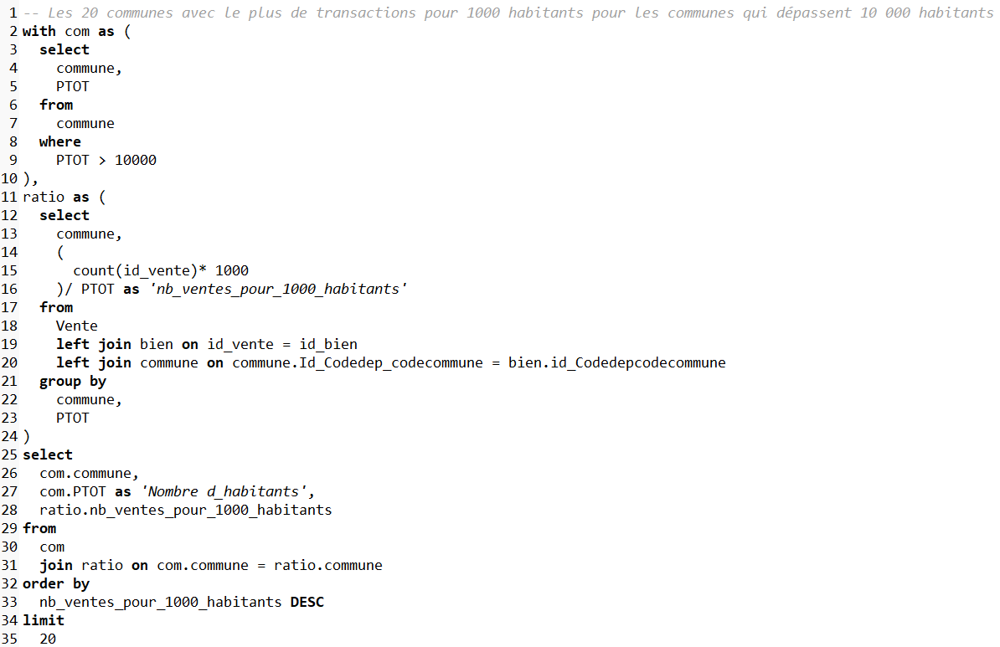 1 -- Les 20 communes avec le plus de transactions pour 1000 habitants pour les communes qui dépassent 10 000 habitants
2 with com as (
3 select
4 commune,
5 PTOT
6 from
7 commune
8 where
9 PTOT > 10000
10 ),
11 ratio as (
12 select
13 commune,
14 (
15 count(id_vente)* 1000
16 )/ PTOT as 'nb_ventes_pour_1000_habitants'
17 from
18 Vente
19 left join bien on id_vente = id_bien
20 left join commune on commune.Id_Codedep_codecommune = bien.id_Codedepcodecommune
21 group by
22 commune,
23 PTOT
24 )
25 select
26 com.commune,
27 com.PTOT as 'Nombre d_habitants',
28 ratio.nb_ventes_pour_1000_habitants
29 from
30 com
31 join ratio on com.commune = ratio.commune
32 order by
33 nb_ventes_pour_1000_habitants DESC
34 limit
35 20